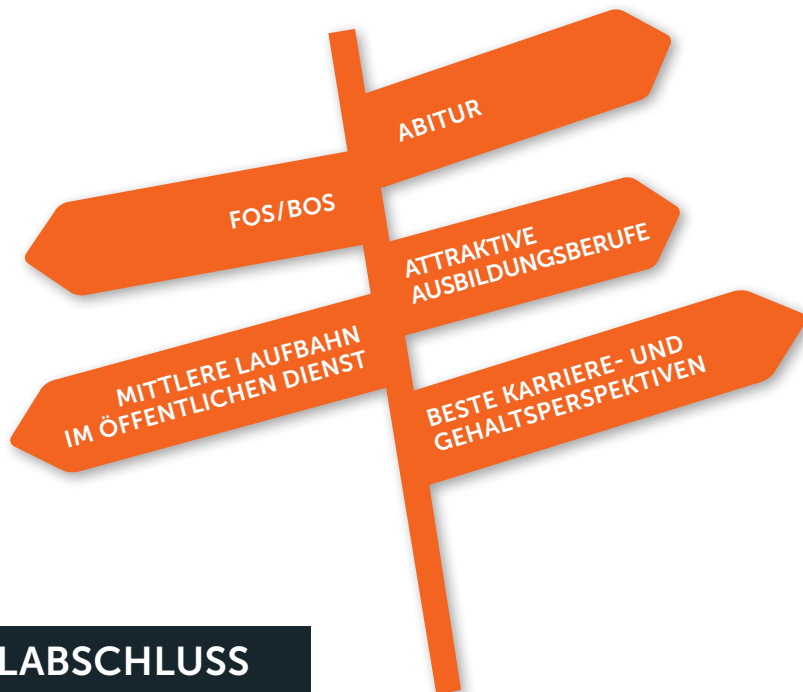 ABITUR
FOS/BOS
ATTRAKTIVE
AUSBILDUNGSBERUFE
MITTLERE LAUFBAHN
IM ÖFFENTLICHEN DIENST
BESTE KARRIERE- UND
GEHALTSPERSPEKTIVEN
LABSCHLUSS